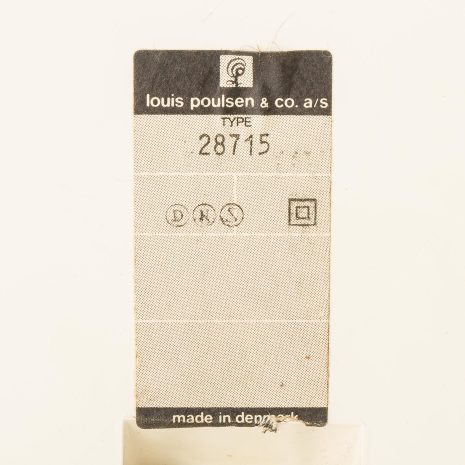 louis poulsen & co. a/s
TYPE
28715
D N S
made in denmark